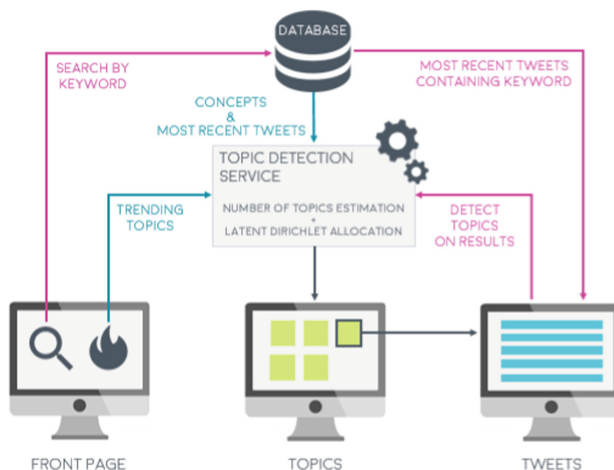 DATABASE
SEARCH BY
KEYWORD
MOST RECENT TWEETS
CONTAINING KEYWORD
CONCEPTS
&
MOST RECENT TWEETS
TOPIC DETECTION
SERVICE
NUMBER OF TOPICS ESTIMATION
+
LATENT DIRICHLET ALLOCATION
TRENDING
TOPICS
DETECT
TOPICS
ON RESULTS
FRONT PAGE
TOPICS
TWEETS